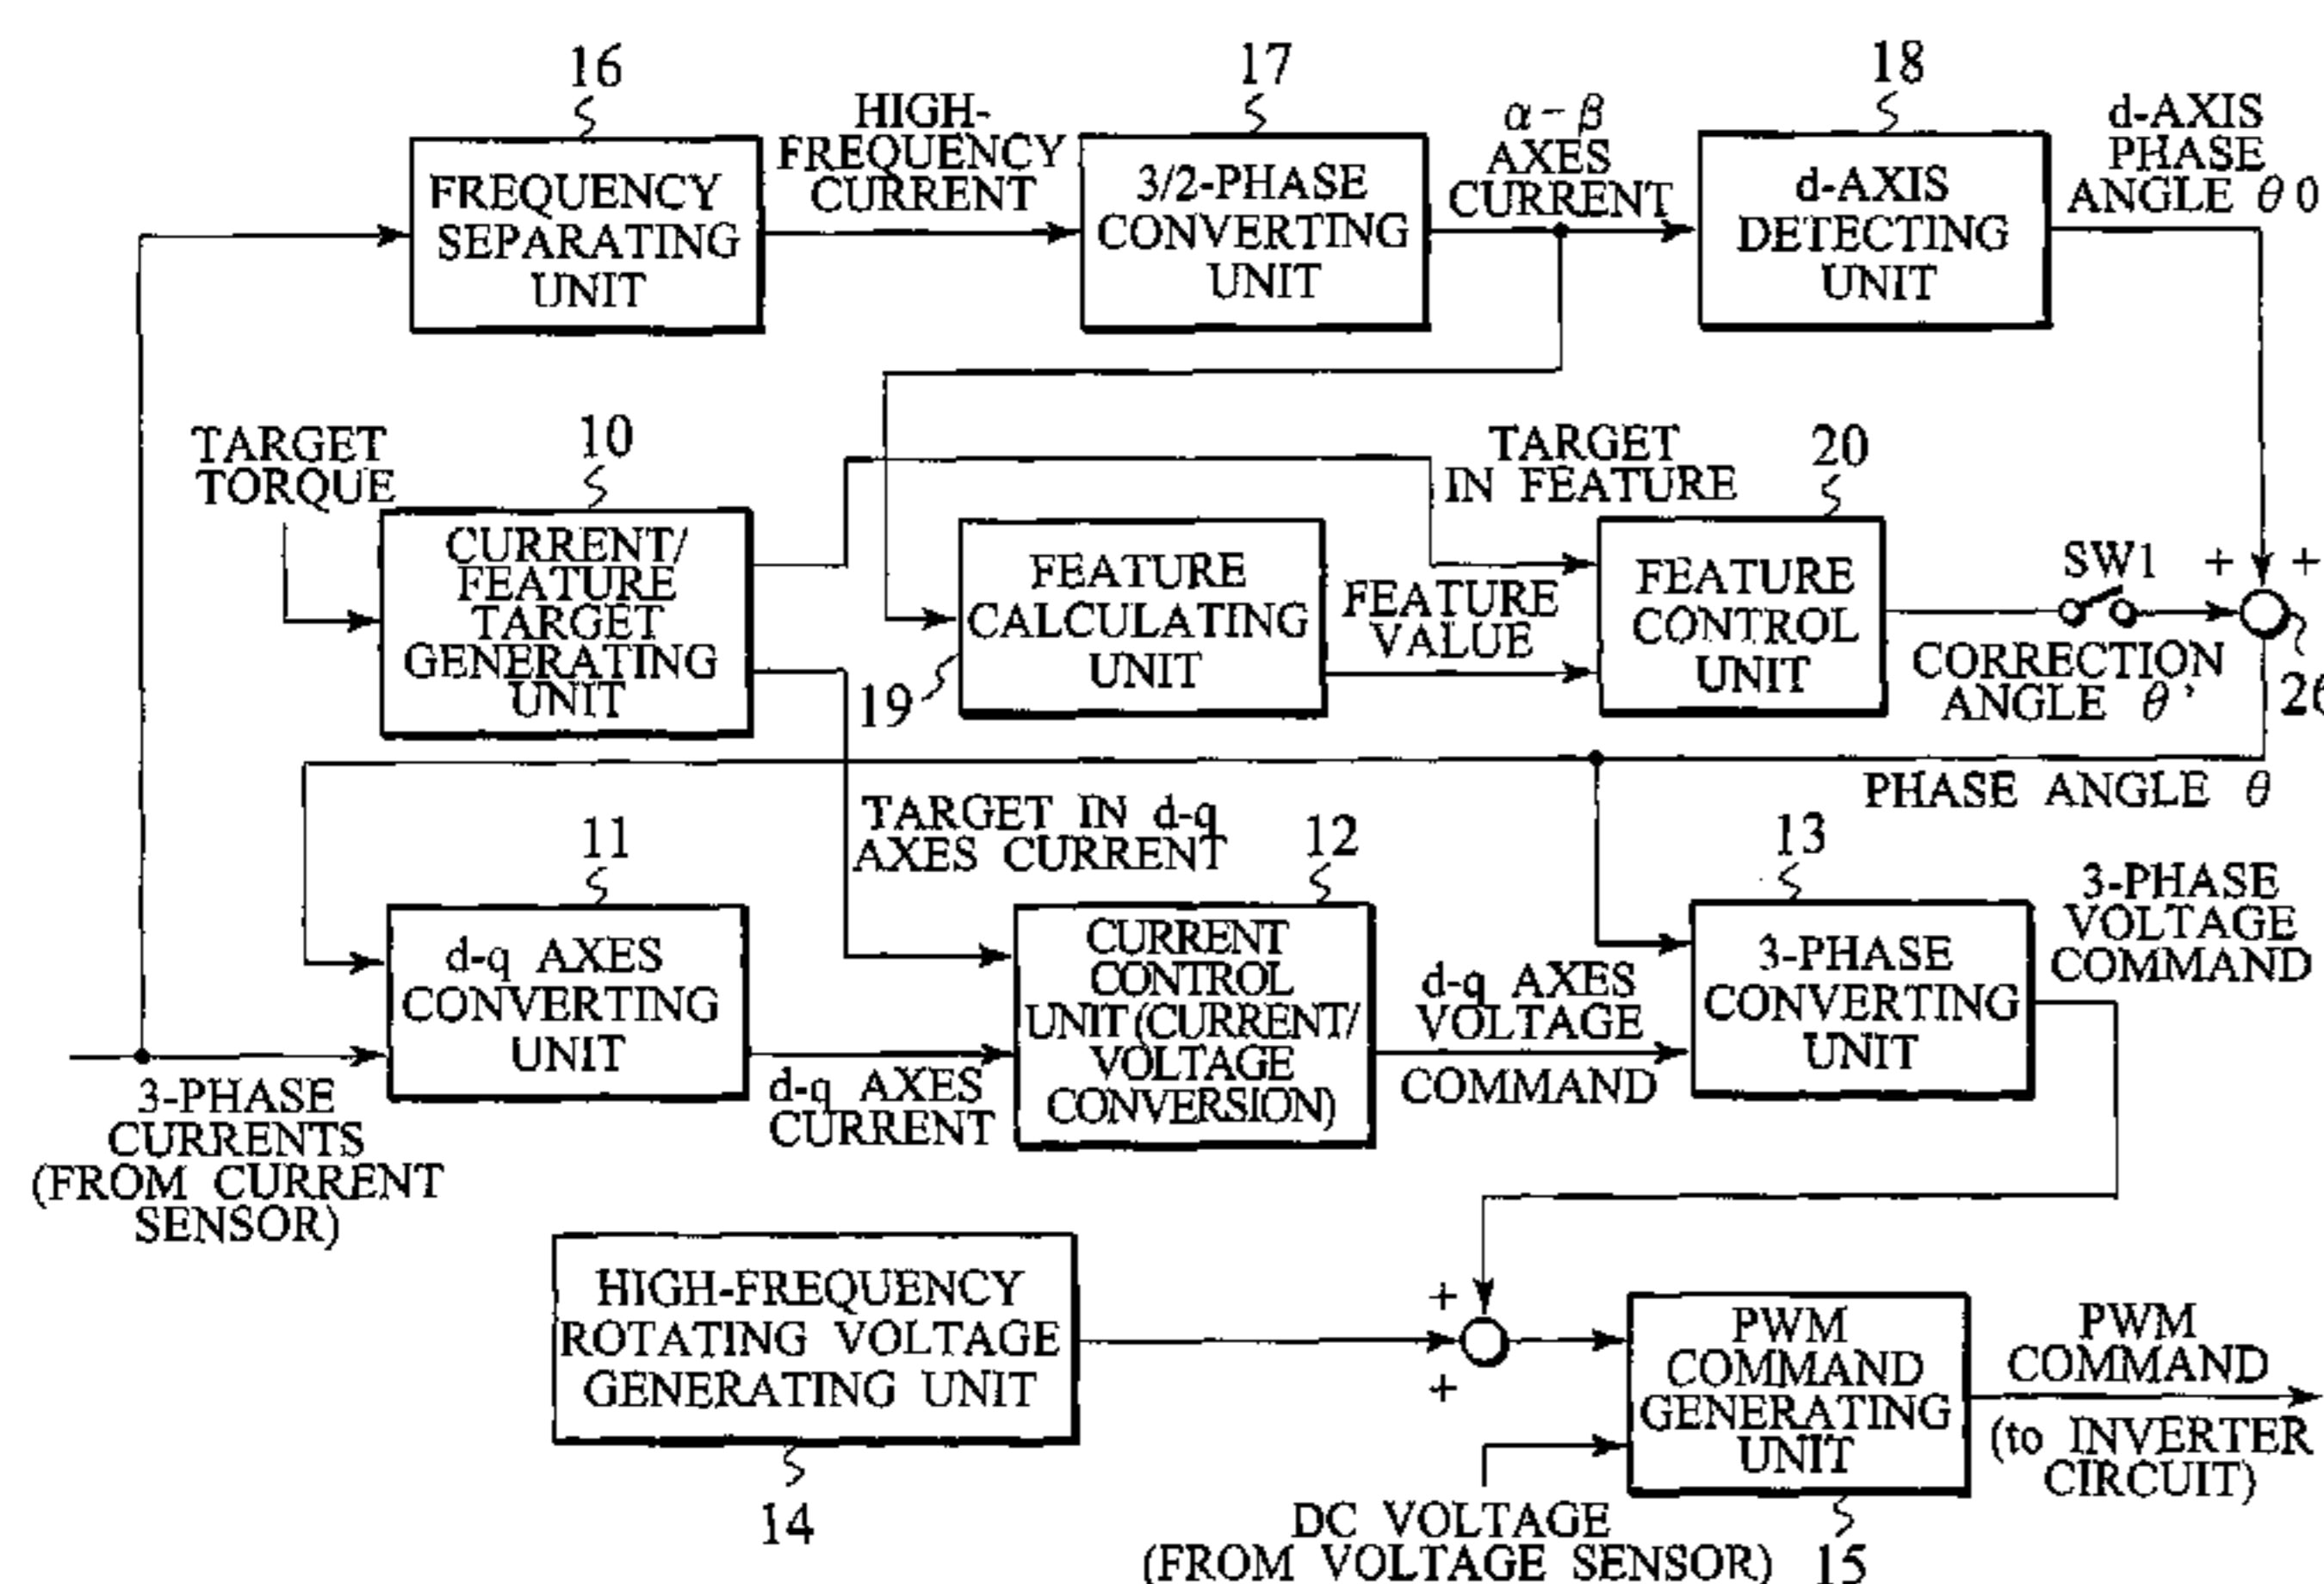 16
17
18
HIGH-
FREQUENCY
CURRENT
α-β
AXES
CURRENT
d-AXIS
PHASE
ANGLE θ0
FREQUENCY
SEPARATING
UNIT
3/2-PHASE
CONVERTING
UNIT
d-AXIS
DETECTING
UNIT
TARGET
TORQUE
10
TARGET
IN FEATURE
20
CURRENT/
FEATURE
TARGET
GENERATING
UNIT
FEATURE
CALCULATING
UNIT
19
FEATURE
VALUE
FEATURE
CONTROL
UNIT
SW1
+
+
CORRECTION
ANGLE θ'
26
PHASE ANGLE θ
TARGET IN d-q
AXES CURRENT
11
12
13
d-q AXES
CONVERTING
UNIT
CURRENT
CONTROL
UNIT (CURRENT/
VOLTAGE
CONVERSION)
d-q AXES
VOLTAGE
COMMAND
3-PHASE
CONVERTING
UNIT
3-PHASE
VOLTAGE
COMMAND
3-PHASE
CURRENTS
(FROM CURRENT
SENSOR)
d-q AXES
CURRENT
HIGH-FREQUENCY
ROTATING VOLTAGE
GENERATING UNIT
14
+
+
PWM
COMMAND
GENERATING
UNIT
PWM
COMMAND
(to INVERTER
CIRCUIT)
DC VOLTAGE
(FROM VOLTAGE SENSOR)
15